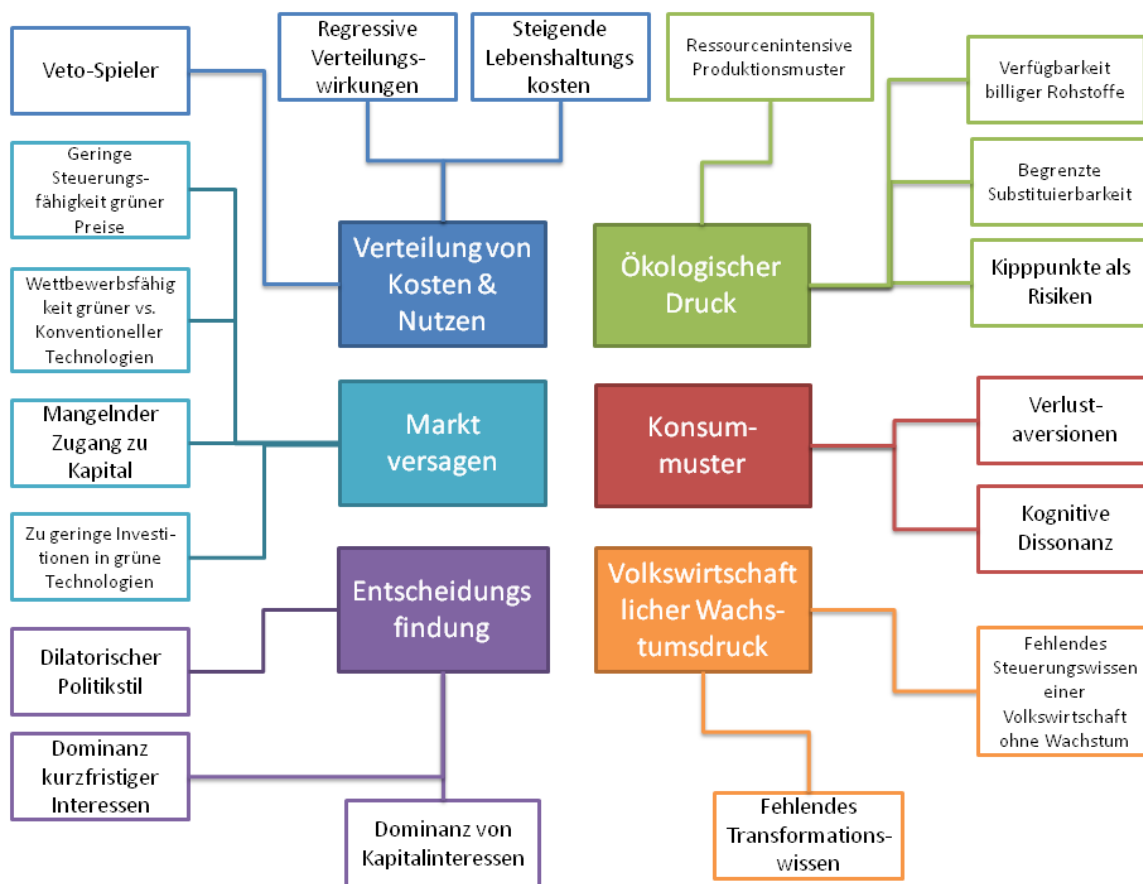 Veto-Spieler
Regressive
Verteilungs-
wirkungen
Steigende
Lebenshaltungs
kosten
Ressourcenintensive
Produktionsmuster
Verfügbarkeit
billiger Rohstoffe
Geringe
Steuerungs-
fähigkeit grüner
Preise
Begrenzte
Substituierbarkeit
Verteilung von
Kosten &
Nutzen
Ökologischer
Druck
Kipppunkte als
Risiken
Wettbewerbsfähig
keit grüner vs.
Konventioneller
Technologien
Mangelnder
Zugang zu
Kapital
Markt
versagen
Konsum-
muster
Verlust-
aversionen
Kognitive
Dissonanz
Zu geringe Investi-
tionen in grüne
Technologien
Entscheidungs
findung
Volkswirtschaft
licher Wachs-
tumsdruck
Dilatorischer
Politikstil
Fehlendes
Steuerungswissen
einer
Volkswirtschaft
ohne Wachstum
Dominanz
kurzfristiger
Interessen
Dominanz von
Kapitalinteressen
Fehlendes
Transformations-
wissen